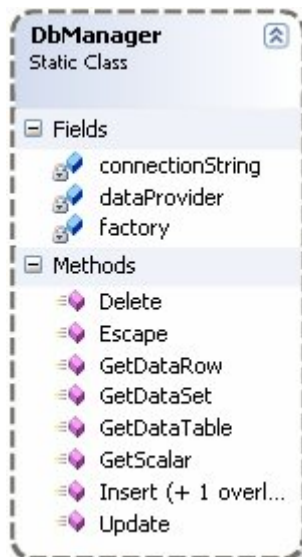 DbManager
Static Class
Fields
connectionString
dataProvider
factory
Methods
Delete
Escape
GetDataRow
GetDataSet
GetDataTable
GetScalar
Insert (+ 1 overl...
Update